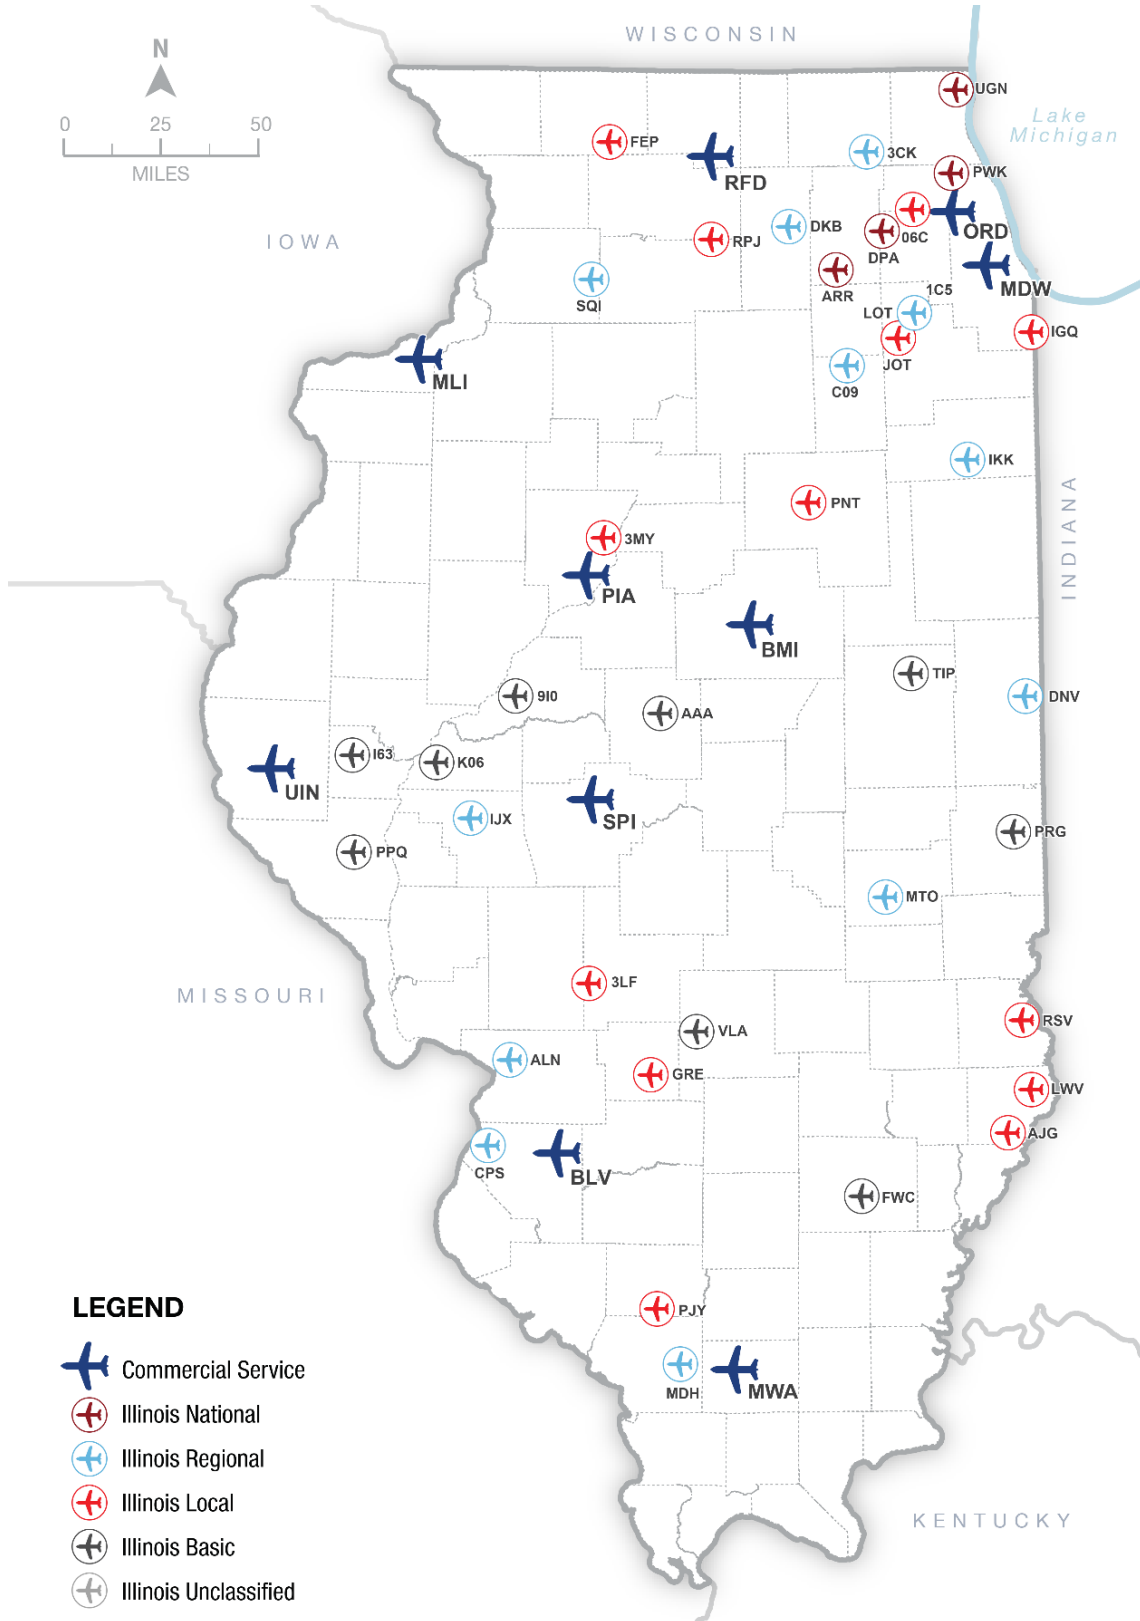 WISCONSIN
N
0 25 50
MILES
UGN
Lake
Michigan
FEP
3CK
RFD
PWK
IOWA
RPJ
DKB
06C
ORD
DPA
MDW
ARR
1C5
SQI
LOT
IGQ
JOT
MLI
C09
IKK
INDIANA
PNT
3MY
PIA
BMI
TIP
9I0
AAA
DNV
I63
K06
UIN
IJX
SPI
PRG
PPQ
MTO
3LF
MISSOURI
RSV
VLA
ALN
GRE
LWV
AJG
CPS
BLV
FWC
PJY
MDH
MWA
KENTUCKY
LEGEND
Commercial Service
Illinois National
Illinois Regional
Illinois Local
Illinois Basic
Illinois Unclassified